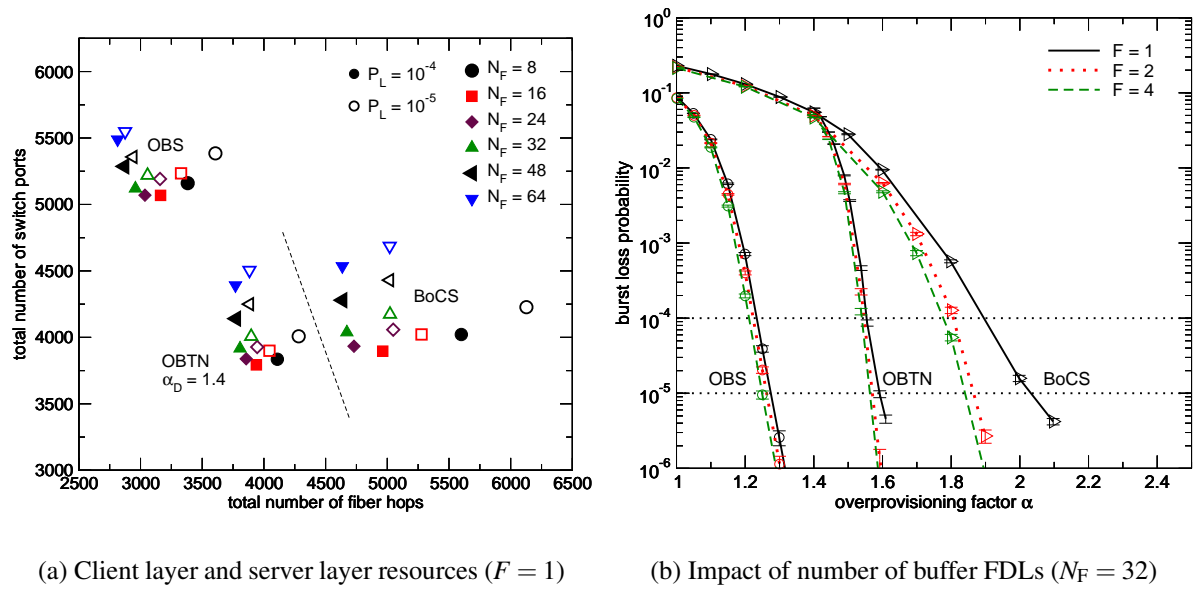 6000
5500
5000
4500
4000
3500
3000
total number of switch ports
2500 3000 3500 4000 4500 5000 5500 6000 6500
total number of fiber hops
P_L = 10^-4
P_L = 10^-5
N_F = 8
N_F = 16
N_F = 24
N_F = 32
N_F = 48
N_F = 64
OBS
BoCS
OBTN
α_D = 1.4
(a) Client layer and server layer resources (F = 1)
10^0
10^-1
10^-2
10^-3
10^-4
10^-5
10^-6
burst loss probability
1 1.2 1.4 1.6 1.8 2 2.2 2.4
overprovisioning factor α
F = 1
F = 2
F = 4
OBS
OBTN
BoCS
(b) Impact of number of buffer FDLs (N_F = 32)